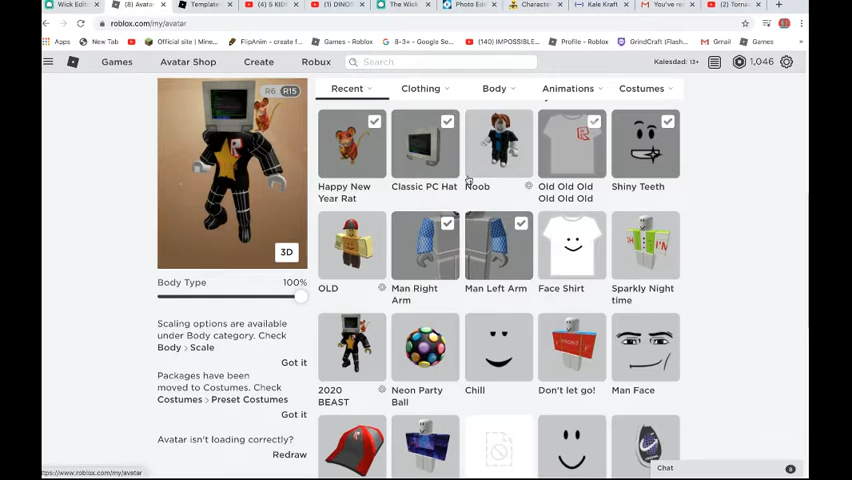 Wick Edit
(8) Avata
Template
(4) 5 KID
(1) DINO
The Wick
Photo Edi
Characte
Kale Kraft
You've re
(2) Torna
roblox.com/my/avatar
Apps
New Tab
Official site | Mine...
FlipAnim - create f...
Games - Roblox
8-3= - Google Se...
(140) IMPOSSIBLE...
Profile - Roblox
GrindCraft (Flash...
Gmail
Games
Games
Avatar Shop
Create
Robux
Search
Kalesdad: 13+
1,046
R6
R15
3D
Recent
Clothing
Body
Animations
Costumes
Happy New
Year Rat
Classic PC Hat
Noob
Old Old Old
Old Old Old
Shiny Teeth
OLD
Man Right
Arm
Man Left Arm
Face Shirt
Sparkly Night
time
Body Type
100%
Scaling options are available
under Body category. Check
Body > Scale
Got it
Packages have been
moved to Costumes. Check
Costumes > Preset Costumes
Got it
2020
BEAST
Neon Party
Ball
Chill
Don't let go!
Man Face
Avatar isn't loading correctly?
Redraw
Chat
8
ttps://www.roblox.com/my/avatar